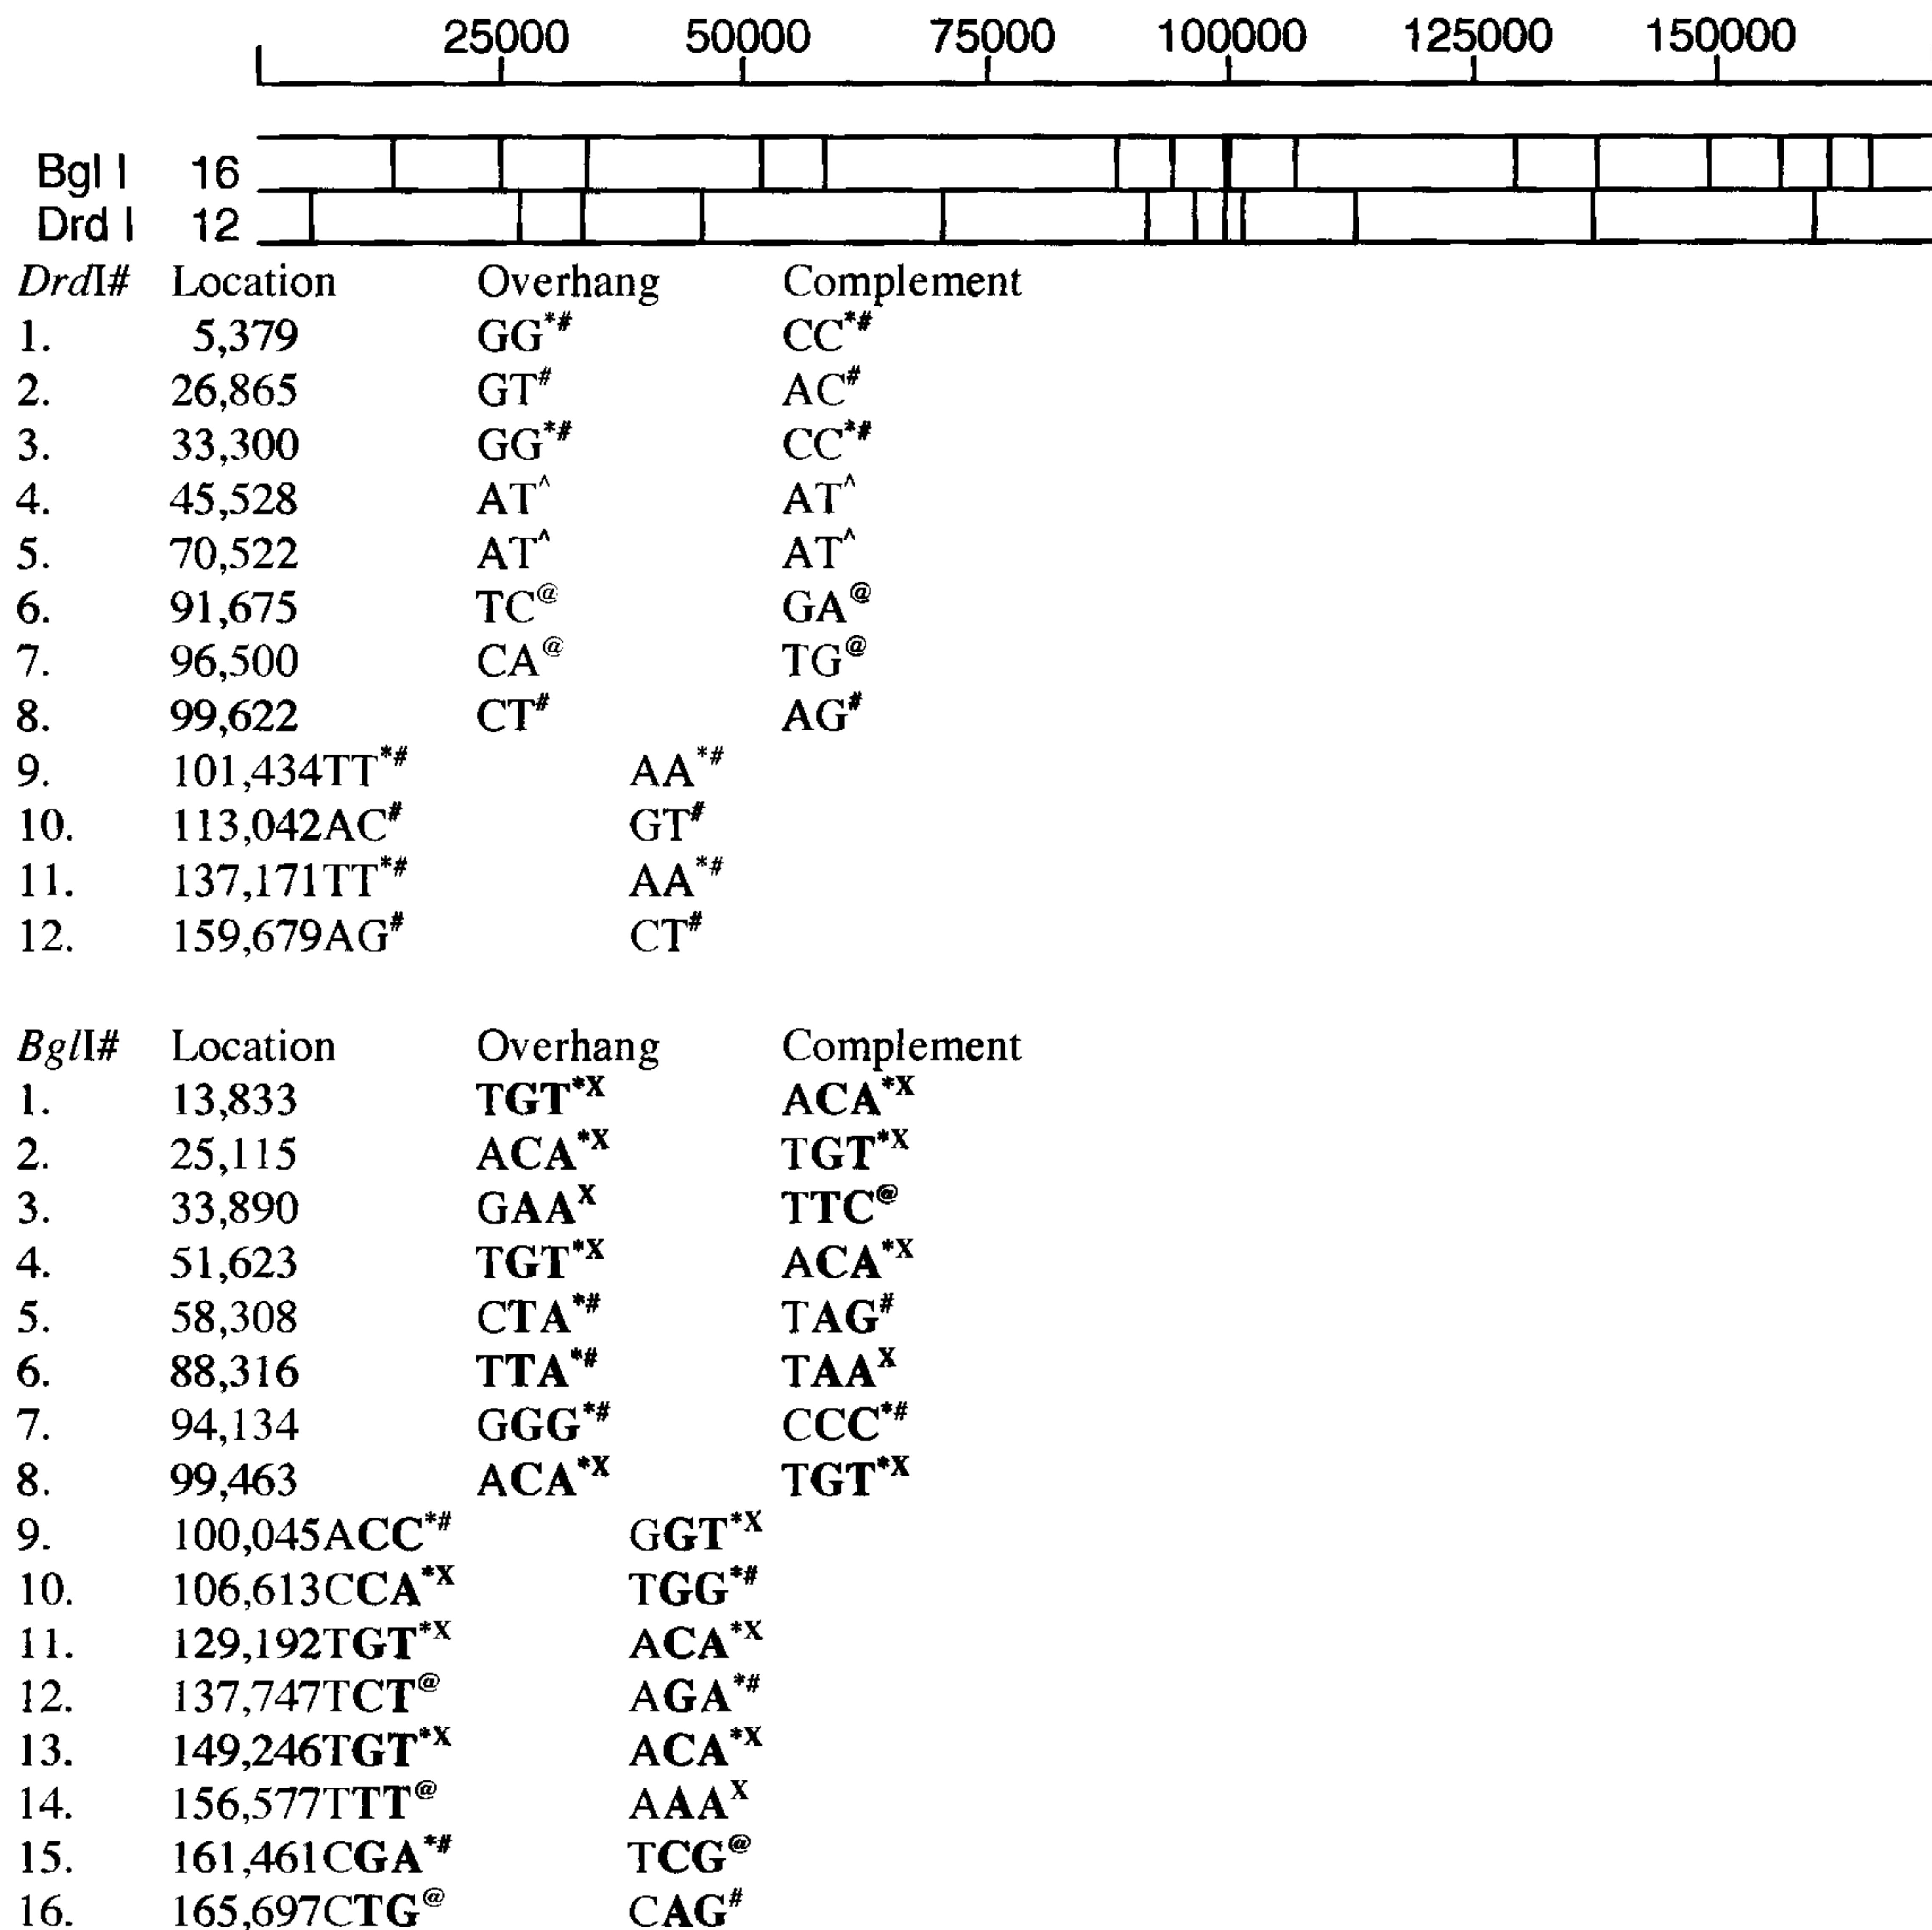 25000 50000 75000 100000 125000 150000
Bgl I 16
Drd I 12
DrdI# Location Overhang Complement
1. 5,379 GG*# CC*#
2. 26,865 GT# AC#
3. 33,300 GG*# CC*#
4. 45,528 AT^ AT^
5. 70,522 AT^ AT^
6. 91,675 TC@ GA@
7. 96,500 CA@ TG@
8. 99,622 CT# AG#
9. 101,434TT*# AA*#
10. 113,042AC# GT#
11. 137,171TT*# AA*#
12. 159,679AG# CT#
BglI# Location Overhang Complement
1. 13,833 TGT*X ACA*X
2. 25,115 ACA*X TGT*X
3. 33,890 GAAX TTC@
4. 51,623 TGT*X ACA*X
5. 58,308 CTA*# TAG#
6. 88,316 TTA*# TAAX
7. 94,134 GGG*# CCC*#
8. 99,463 ACA*X TGT*X
9. 100,045ACC*# GGT*X
10. 106,613CCA*X TGG*#
11. 129,192TGT*X ACA*X
12. 137,747TCT@ AGA*#
13. 149,246TGT*X ACA*X
14. 156,577TTT@ AAAX
15. 161,461CGA*# TCG@
16. 165,697CTG@ CAG#